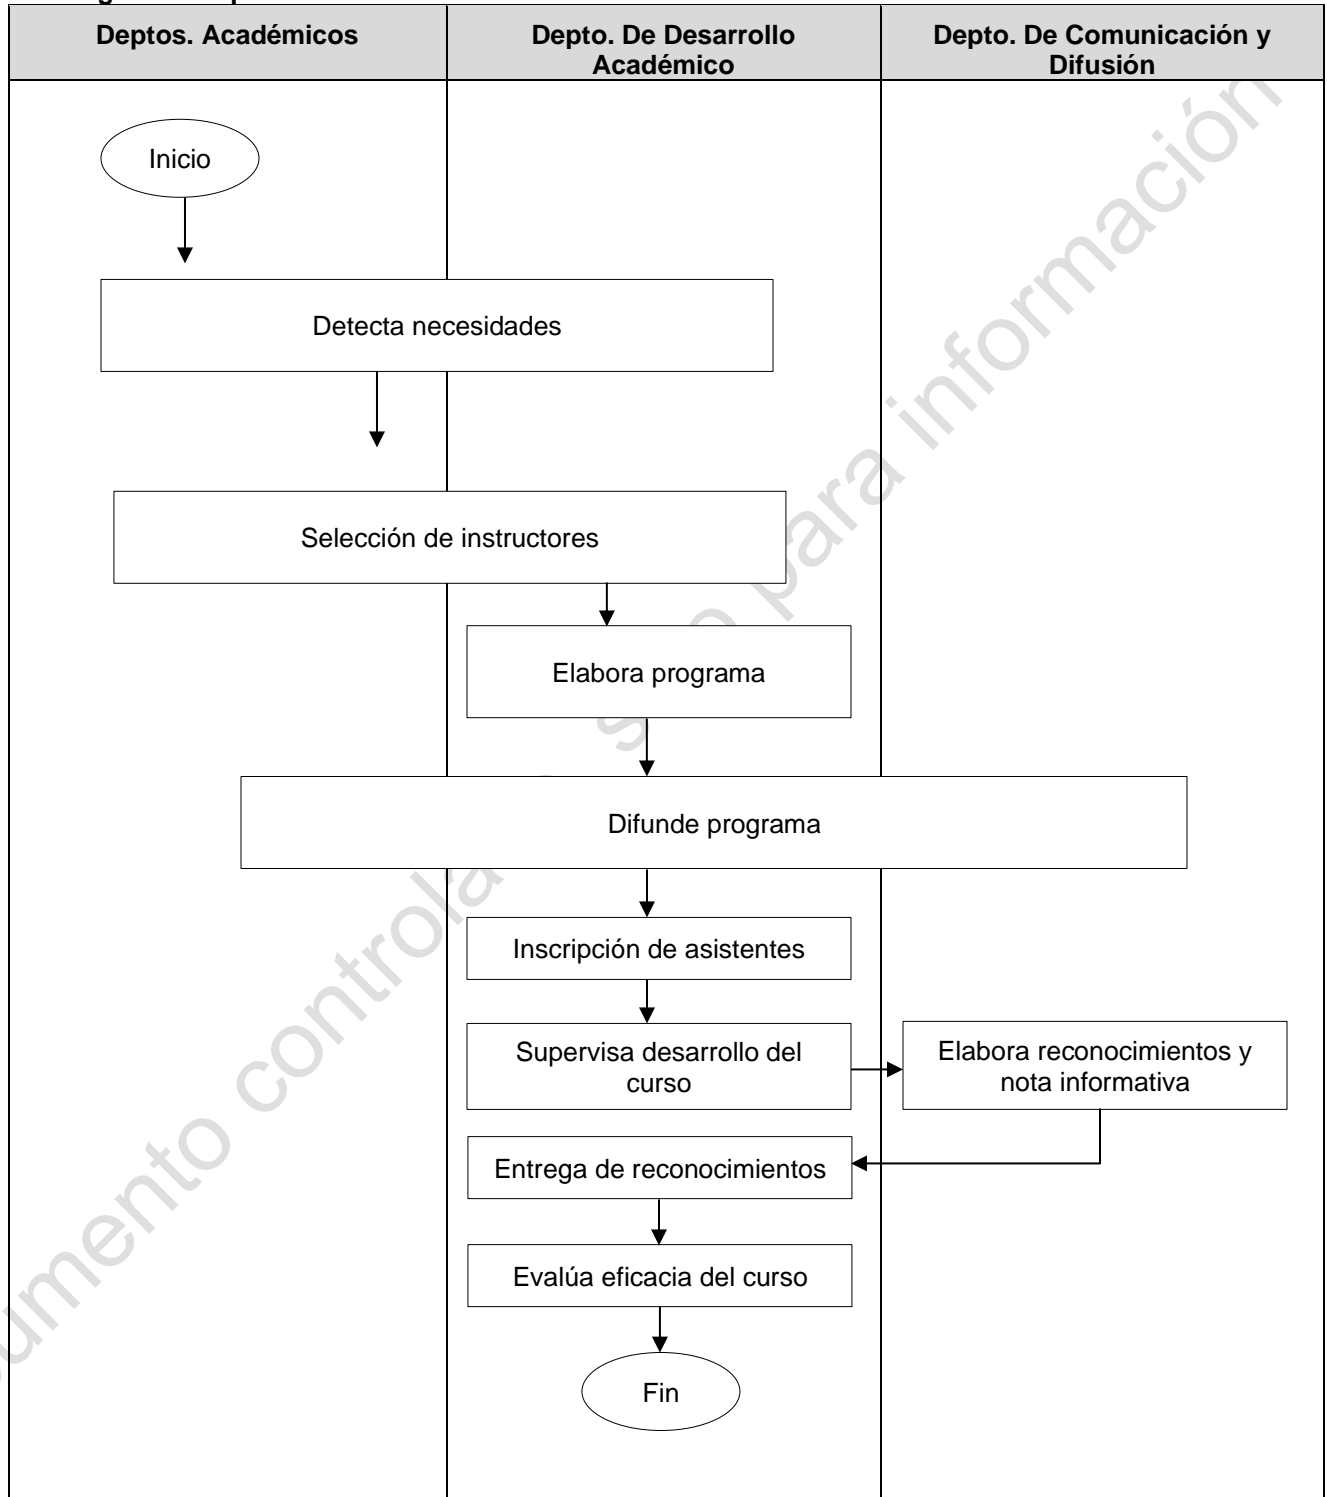 Deptos. Académicos
Depto. De Desarrollo
Académico
Depto. De Comunicación y
Difusión
Inicio
Detecta necesidades
Selección de instructores
Elabora programa
Difunde programa
Inscripción de asistentes
Supervisa desarrollo del
curso
Elabora reconocimientos y
nota informativa
Entrega de reconocimientos
Evalúa eficacia del curso
Fin
para información